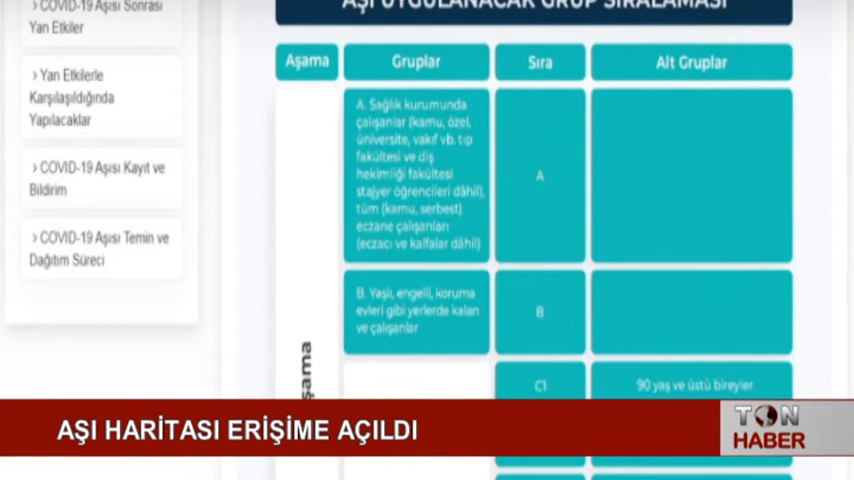 › COVID-19 Aşısı Sonrası
Yan Etkiler
› Yan Etkilerle
Karşılaşıldığında
Yapılacaklar
› COVID-19 Aşısı Kayıt ve
Bildirim
› COVID-19 Aşısı Temin ve
Dağıtım Süreci
AŞI UYGULANACAK GRUP SIRALAMASI
Aşama
Gruplar
Sıra
Alt Gruplar
A. Sağlık kurumunda
çalışanlar (kamu, özel,
üniversite, vakıf vb. tıp
fakültesi ve diş
hekimliği fakültesi
stajyer öğrencileri dâhil),
tüm (kamu, serbest)
eczane çalışanları
(eczacı ve kalfalar dâhil)
A
B. Yaşlı, engelli, koruma
evleri gibi yerlerde kalan
ve çalışanlar
B
C1
90 yaş ve üstü bireyler
şama
AŞI HARİTASI ERİŞİME AÇILDI
TON
HABER